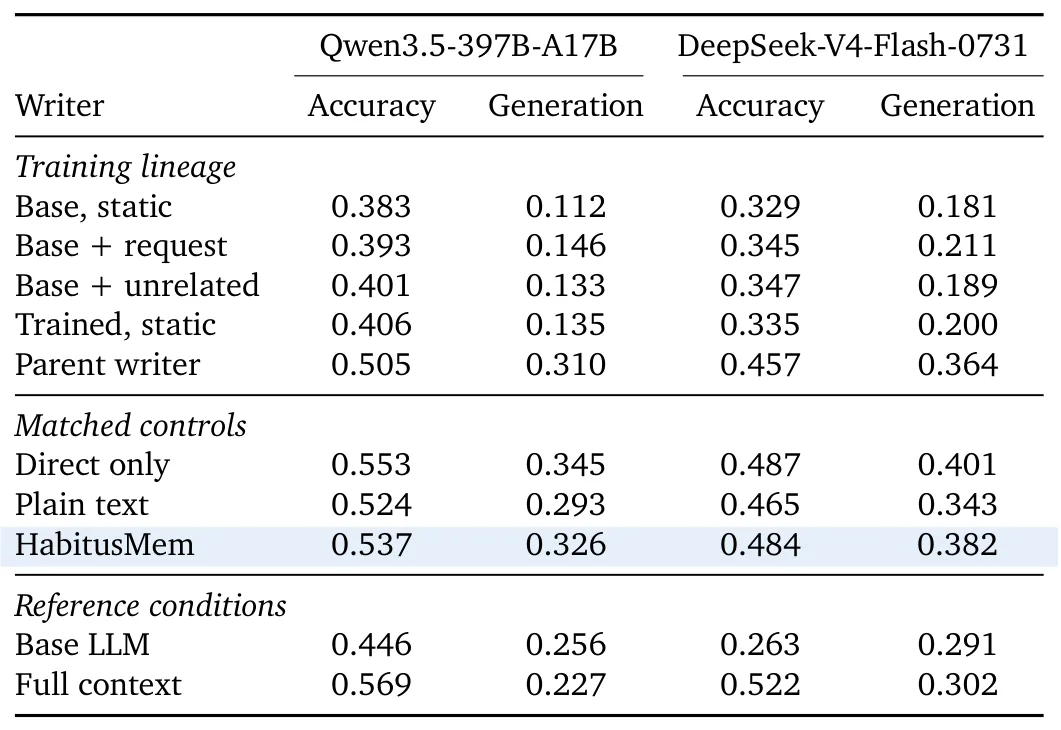 Qwen3.5-397B-A17B DeepSeek-V4-Flash-0731
Writer Accuracy Generation Accuracy Generation
Training lineage
Base, static 0.383 0.112 0.329 0.181
Base + request 0.393 0.146 0.345 0.211
Base + unrelated 0.401 0.133 0.347 0.189
Trained, static 0.406 0.135 0.335 0.200
Parent writer 0.505 0.310 0.457 0.364
Matched controls
Direct only 0.553 0.345 0.487 0.401
Plain text 0.524 0.293 0.465 0.343
HabitusMem 0.537 0.326 0.484 0.382
Reference conditions
Base LLM 0.446 0.256 0.263 0.291
Full context 0.569 0.227 0.522 0.302